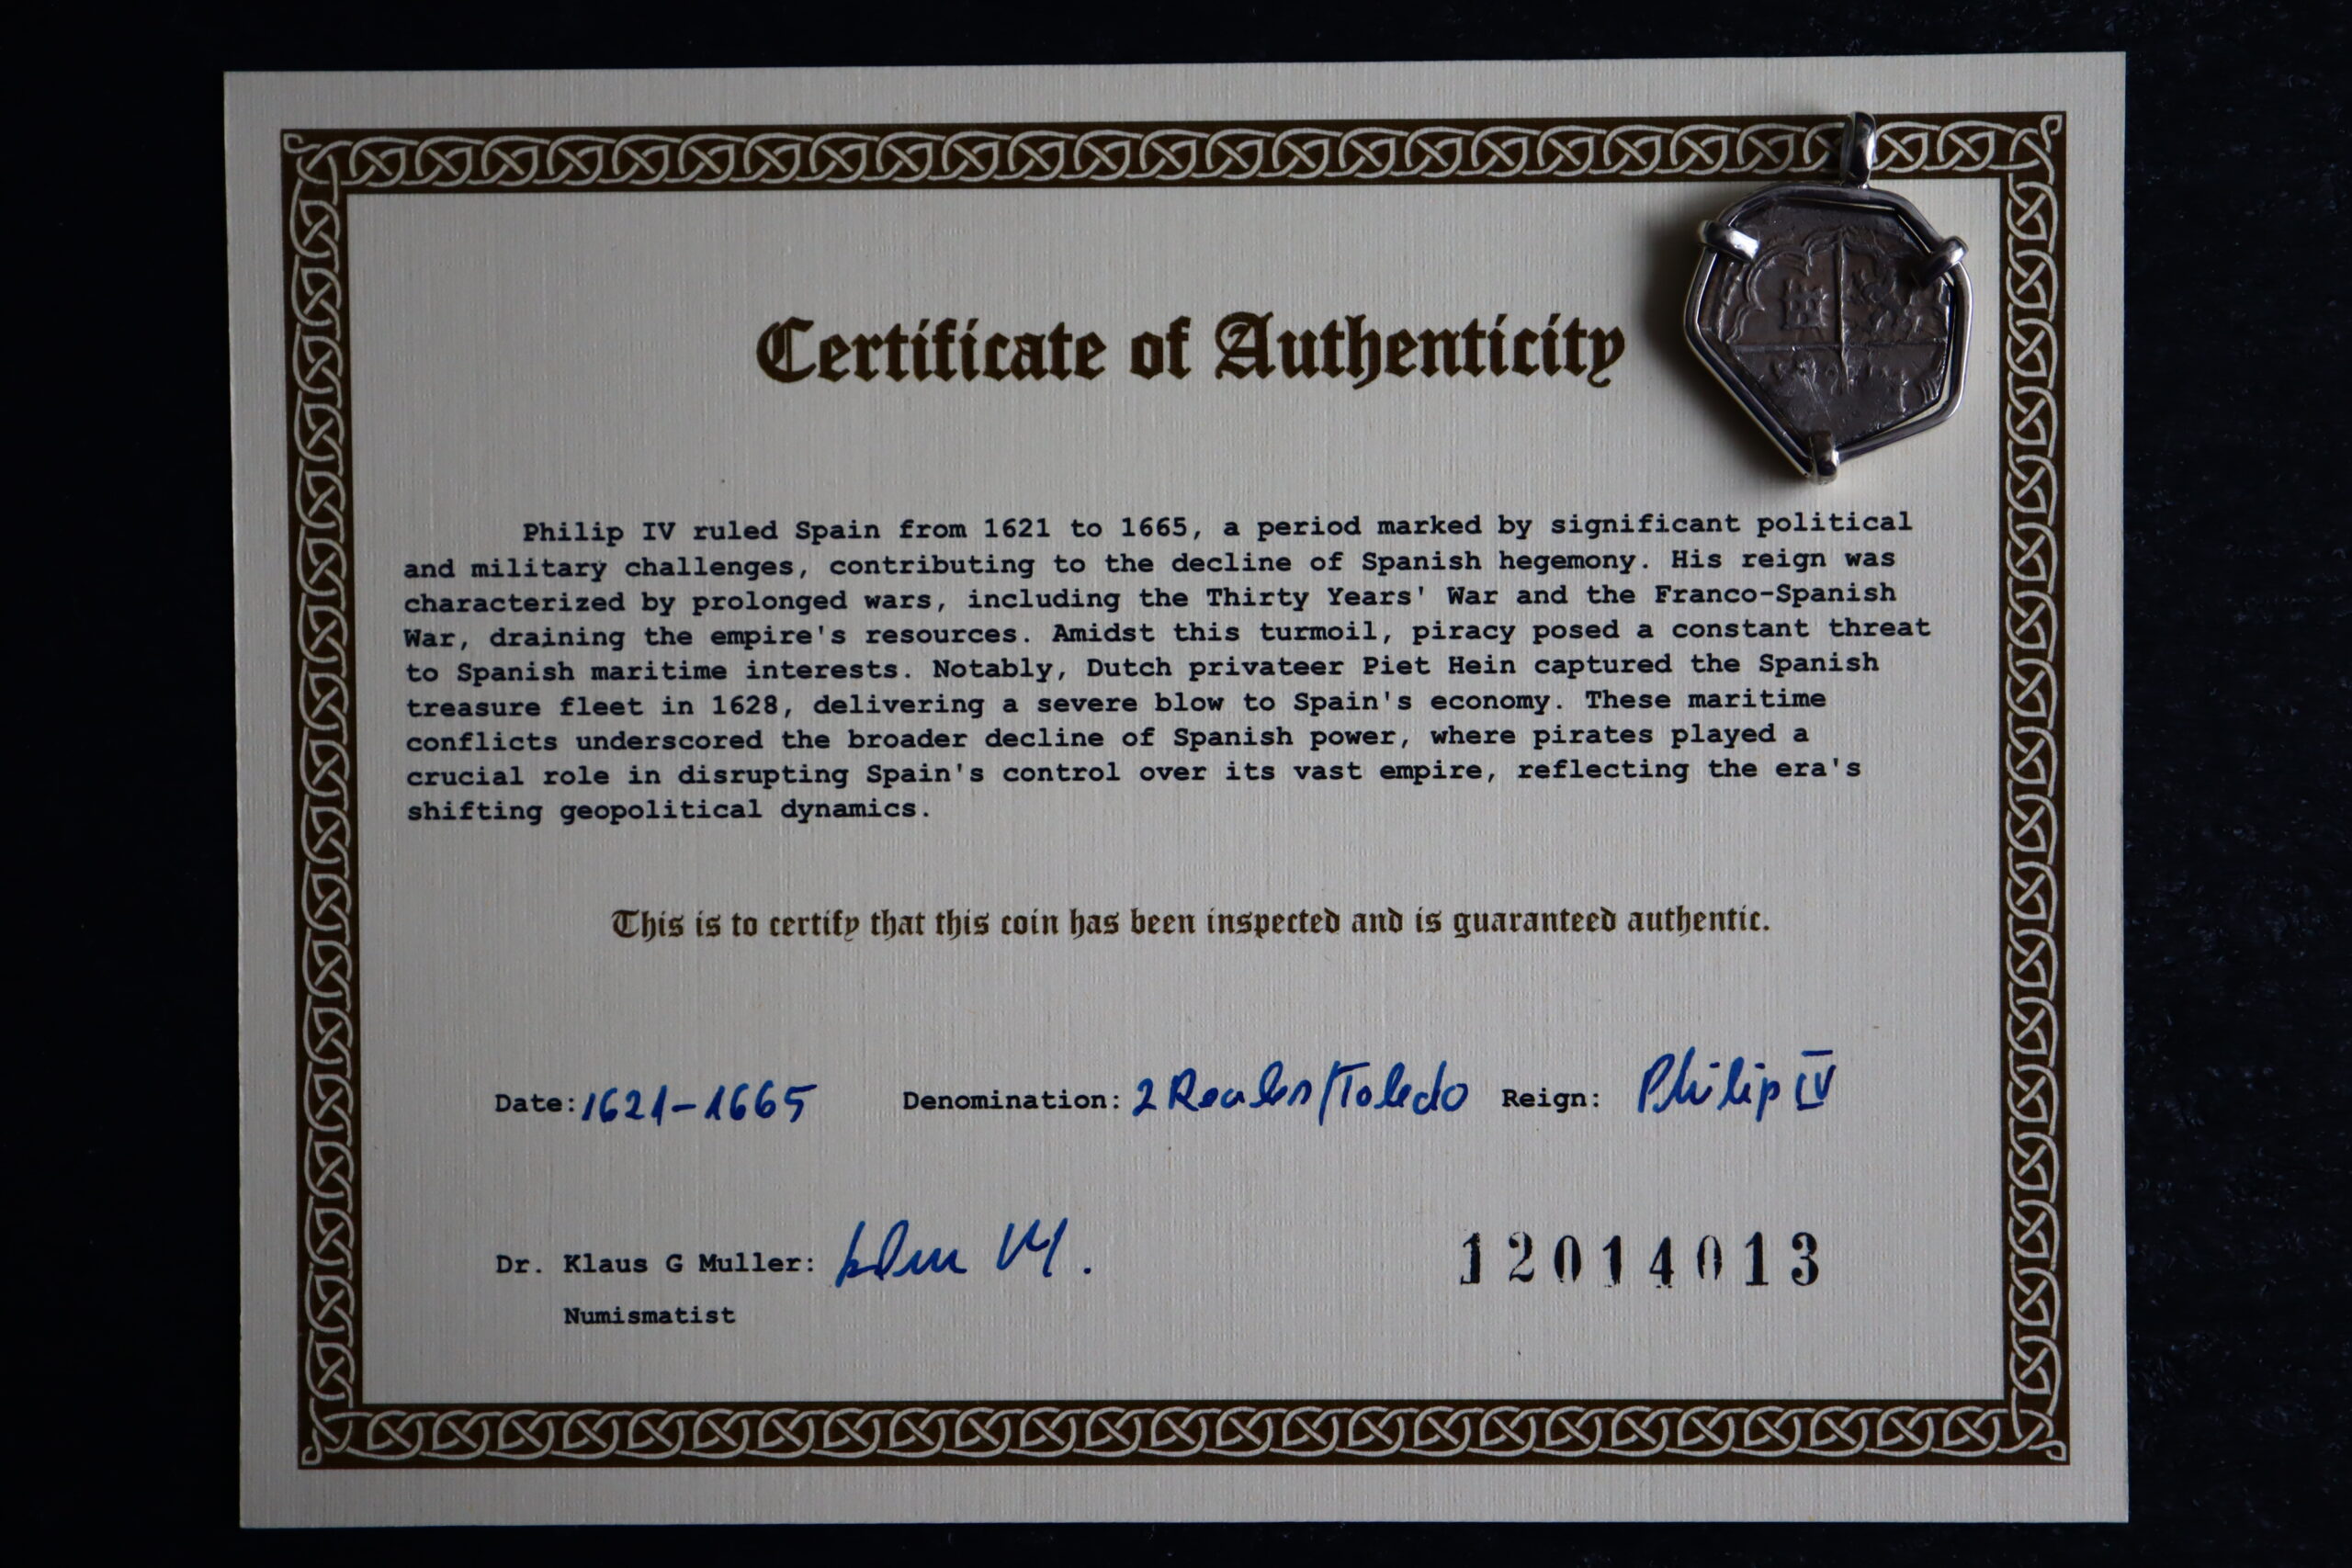 Certificate of Authenticity
Philip IV ruled Spain from 1621 to 1665, a period marked by significant political
and military challenges, contributing to the decline of Spanish hegemony. His reign was
characterized by prolonged wars, including the Thirty Years' War and the Franco-Spanish
War, draining the empire's resources. Amidst this turmoil, piracy posed a constant threat
to Spanish maritime interests. Notably, Dutch privateer Piet Hein captured the Spanish
treasure fleet in 1628, delivering a severe blow to Spain's economy. These maritime
conflicts underscored the broader decline of Spanish power, where pirates played a
crucial role in disrupting Spain's control over its vast empire, reflecting the era's
shifting geopolitical dynamics.
This is to certify that this coin has been inspected and is guaranteed authentic.
Date: 1621-1665 Denomination: 2 Reales/Toledo Reign: Philip IV
Dr. Klaus G Muller:
Numismatist
12014013